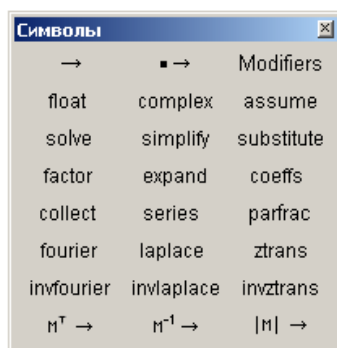 Символы
→ ▪→ Modifiers
float complex assume
solve simplify substitute
factor expand coeffs
collect series parfrac
fourier laplace ztrans
invfourier invlaplace invztrans
Mᵀ → M⁻¹ → |M| →